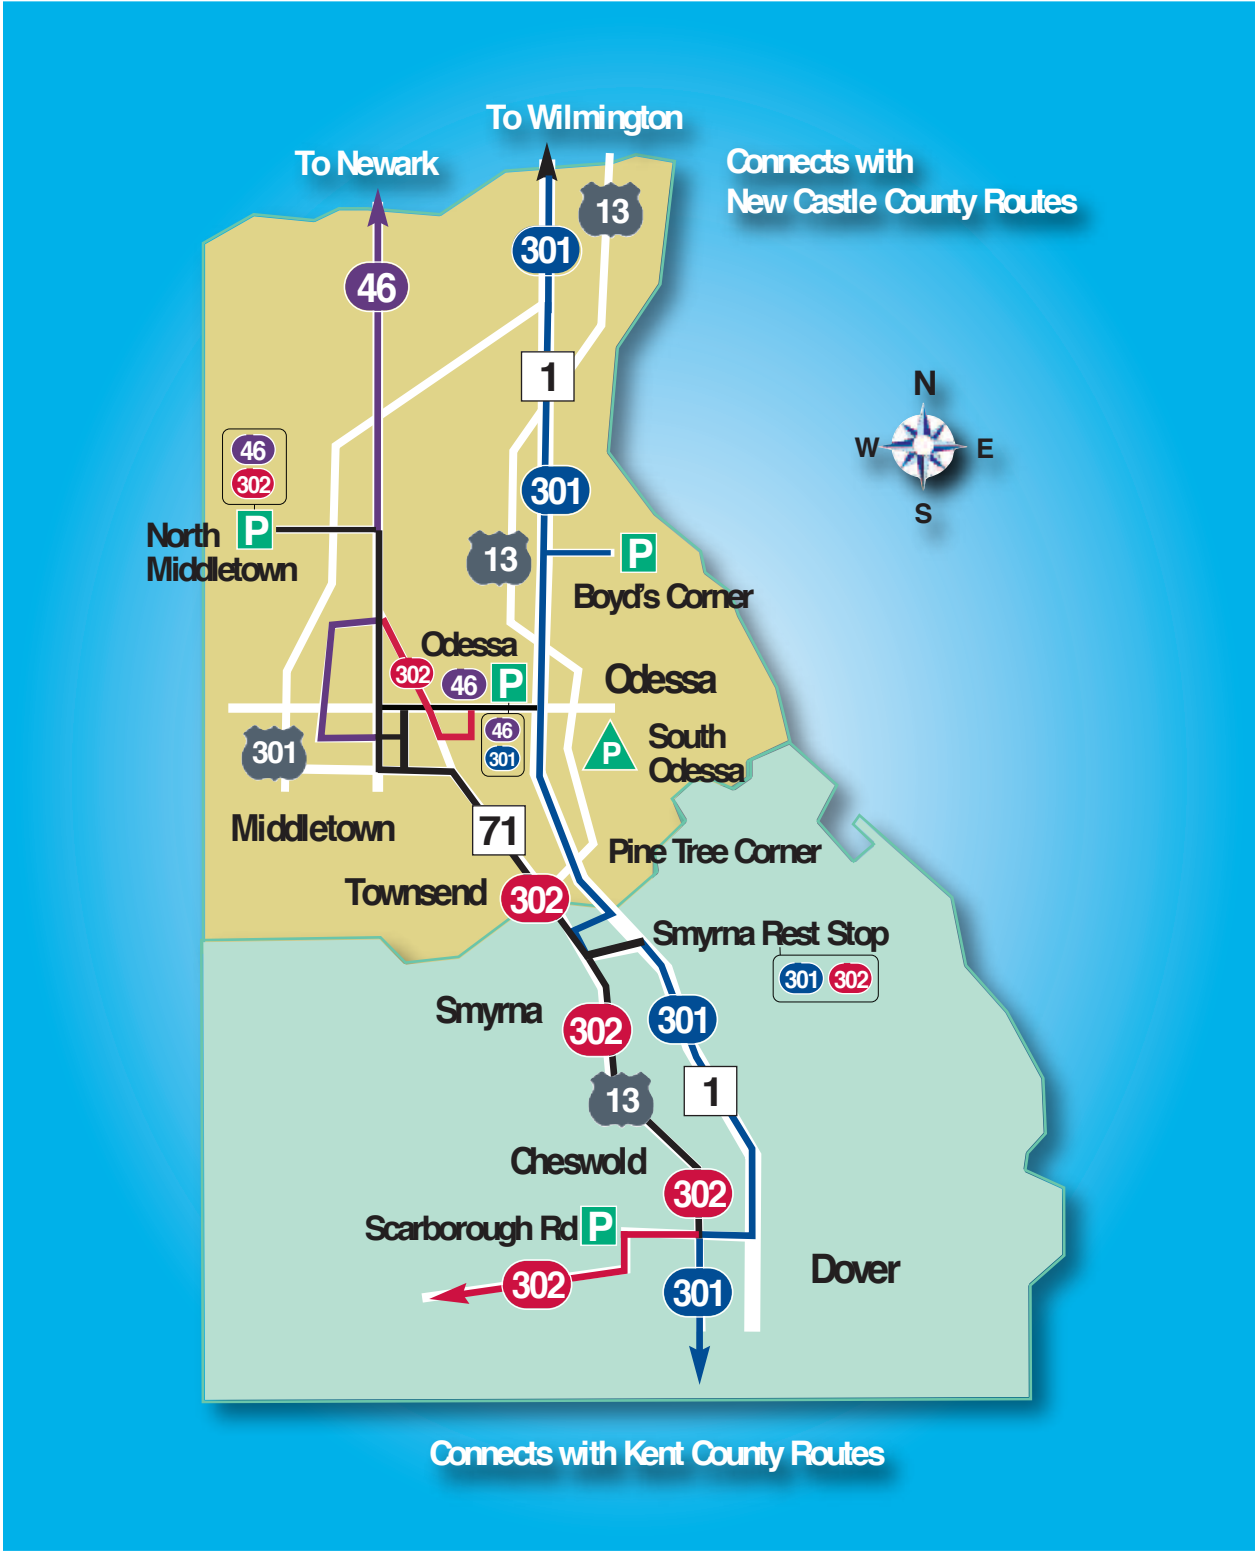 To Wilmington
To Newark
Connects with
New Castle County Routes
13
301
46
1
N
W E
S
46
302
301
North
Middletown
P
13
P
Boyd's Corner
Odessa
302
46
P
Odessa
46
301
301
P
South
Odessa
Middletown
71
Pine Tree Corner
Townsend
302
Smyrna Rest Stop
301 302
Smyrna
302
301
13
1
Cheswold
302
Scarborough Rd
P
302
301
Dover
Connects with Kent County Routes